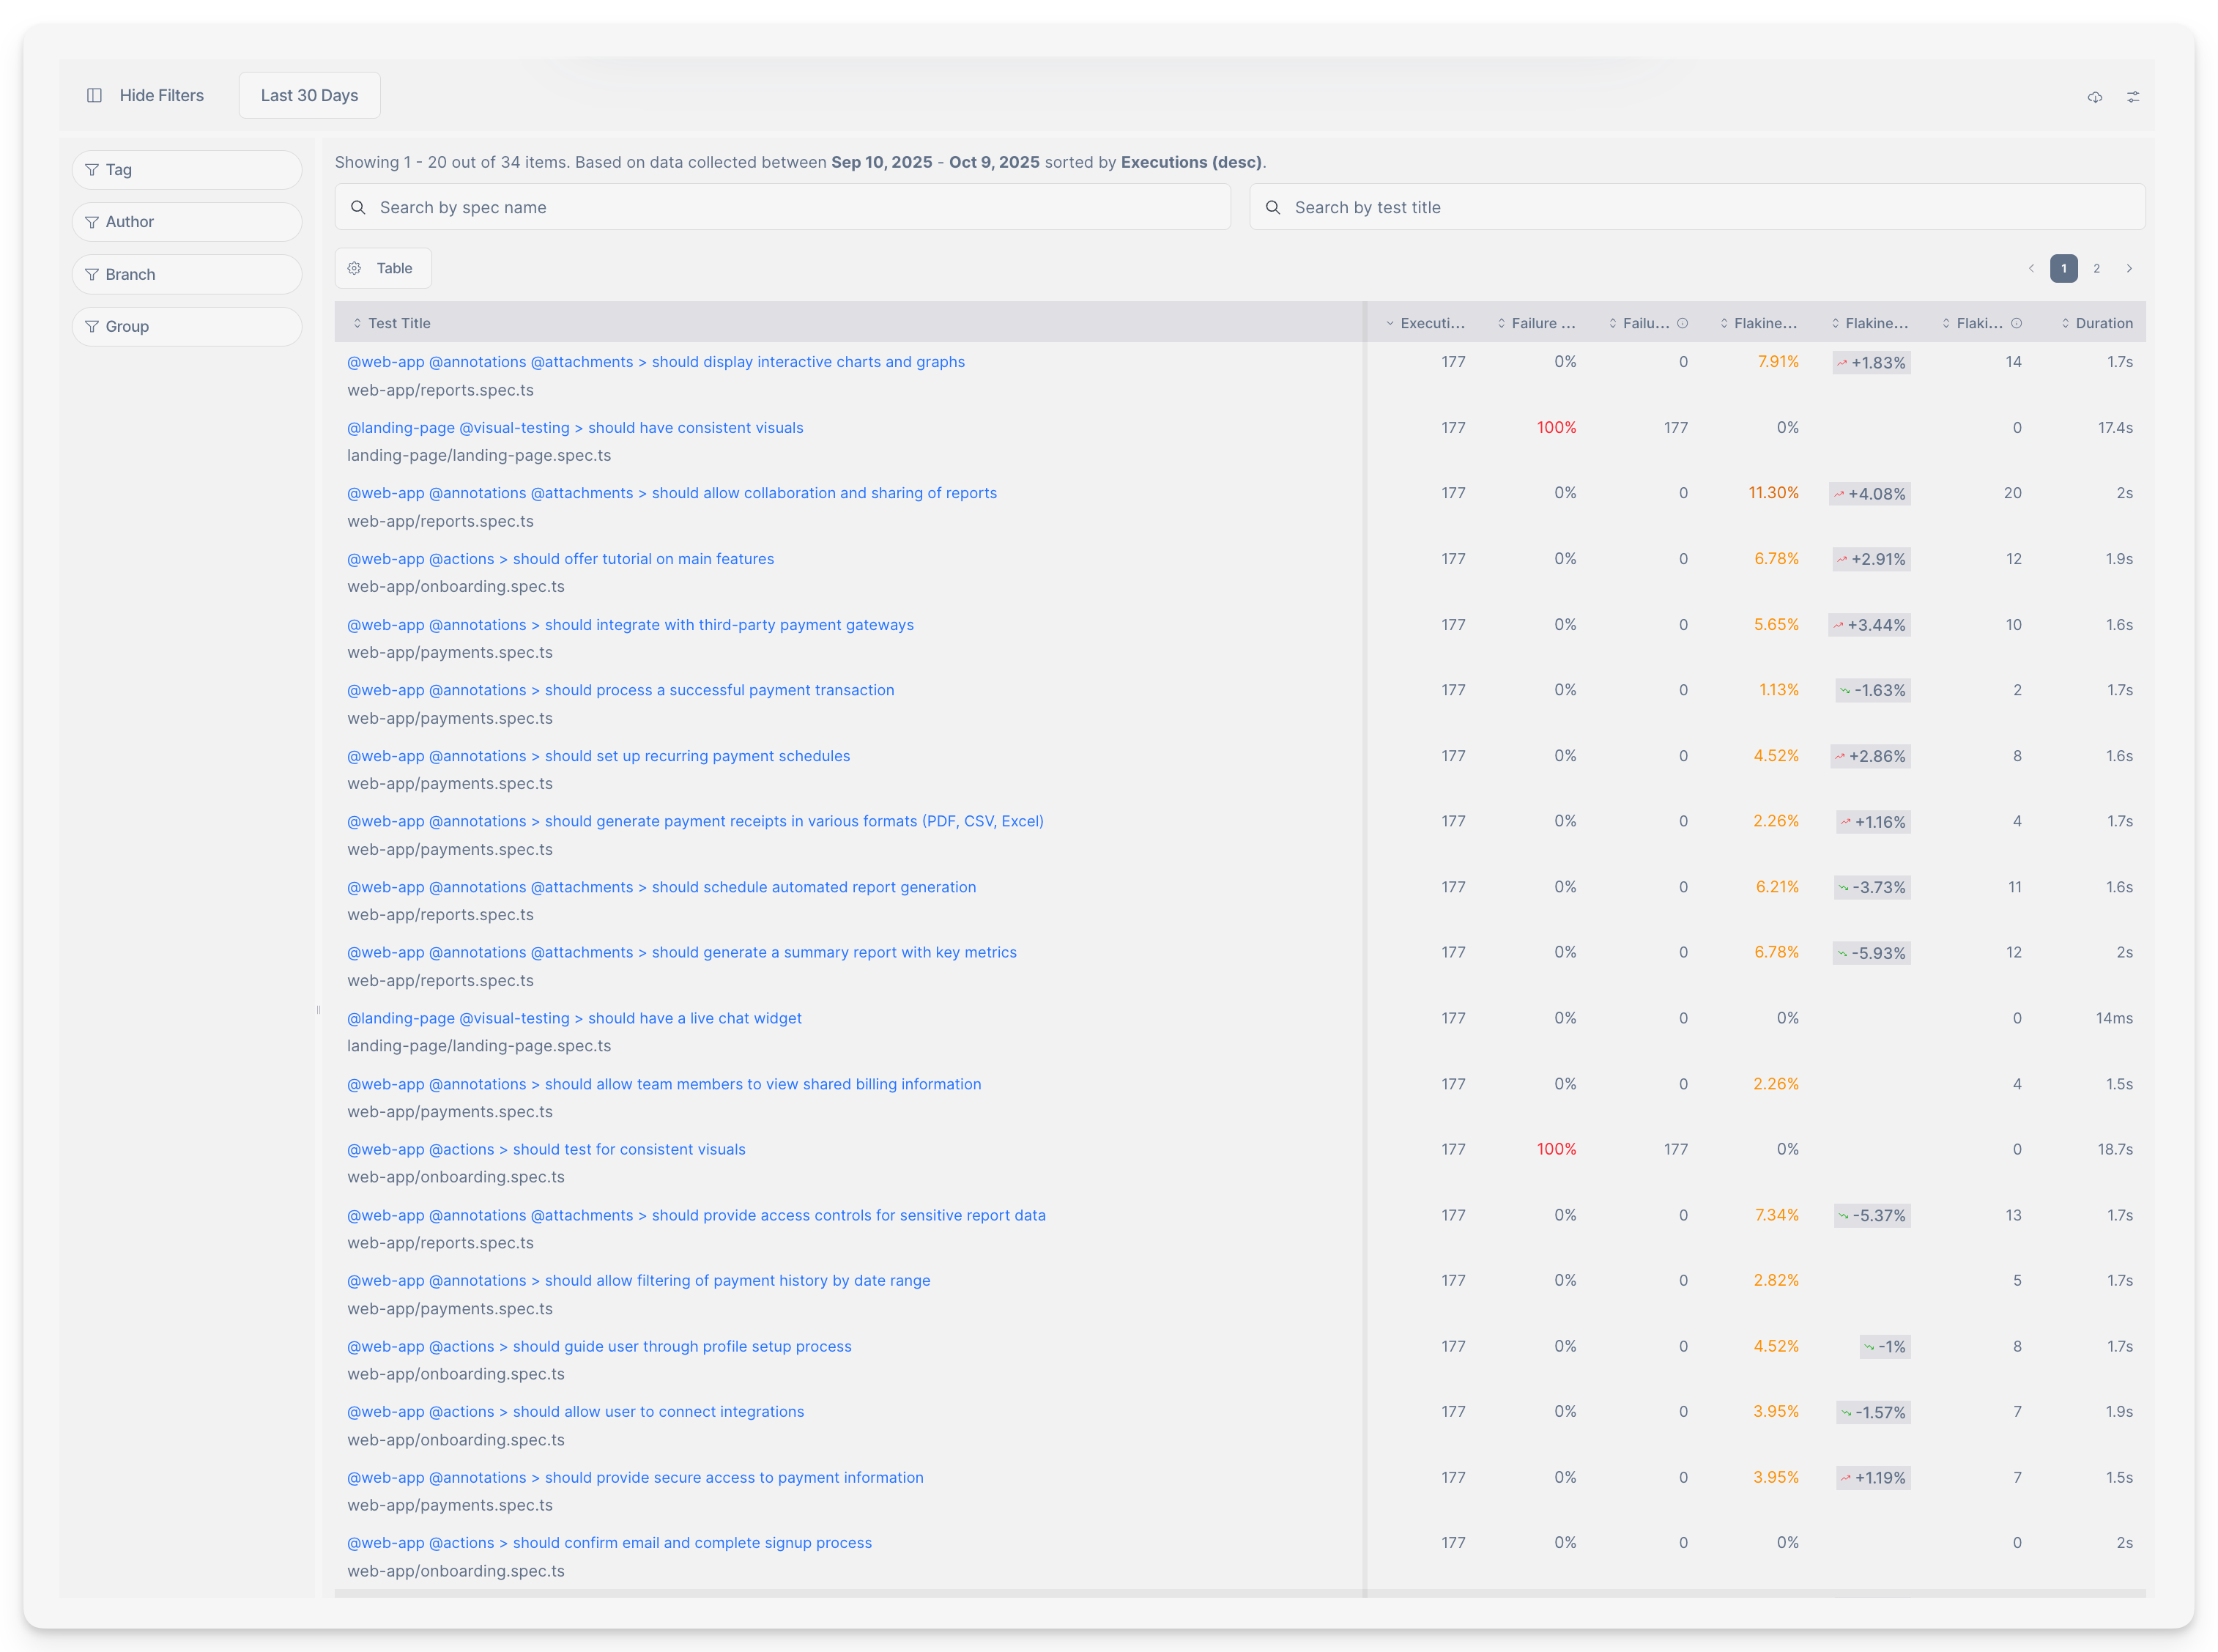 Hide Filters
Last 30 Days
Tag
Author
Branch
Group
Showing 1 - 20 out of 34 items. Based on data collected between Sep 10, 2025 - Oct 9, 2025 sorted by Executions (desc).
Search by spec name
Search by test title
Table
1 2
Test Title Executi... Failure ... Failu... Flakine... Flakine... Flaki... Duration
@web-app @annotations @attachments > should display interactive charts and graphs 177 0% 0 7.91% +1.83% 14 1.7s
web-app/reports.spec.ts
@landing-page @visual-testing > should have consistent visuals 177 100% 177 0% 0 17.4s
landing-page/landing-page.spec.ts
@web-app @annotations @attachments > should allow collaboration and sharing of reports 177 0% 0 11.30% +4.08% 20 2s
web-app/reports.spec.ts
@web-app @actions > should offer tutorial on main features 177 0% 0 6.78% +2.91% 12 1.9s
web-app/onboarding.spec.ts
@web-app @annotations > should integrate with third-party payment gateways 177 0% 0 5.65% +3.44% 10 1.6s
web-app/payments.spec.ts
@web-app @annotations > should process a successful payment transaction 177 0% 0 1.13% -1.63% 2 1.7s
web-app/payments.spec.ts
@web-app @annotations > should set up recurring payment schedules 177 0% 0 4.52% +2.86% 8 1.6s
web-app/payments.spec.ts
@web-app @annotations > should generate payment receipts in various formats (PDF, CSV, Excel) 177 0% 0 2.26% +1.16% 4 1.7s
web-app/payments.spec.ts
@web-app @annotations @attachments > should schedule automated report generation 177 0% 0 6.21% -3.73% 11 1.6s
web-app/reports.spec.ts
@web-app @annotations @attachments > should generate a summary report with key metrics 177 0% 0 6.78% -5.93% 12 2s
web-app/reports.spec.ts
@landing-page @visual-testing > should have a live chat widget 177 0% 0 0% 0 14ms
landing-page/landing-page.spec.ts
@web-app @annotations > should allow team members to view shared billing information 177 0% 0 2.26% 4 1.5s
web-app/payments.spec.ts
@web-app @actions > should test for consistent visuals 177 100% 177 0% 0 18.7s
web-app/onboarding.spec.ts
@web-app @annotations @attachments > should provide access controls for sensitive report data 177 0% 0 7.34% -5.37% 13 1.7s
web-app/reports.spec.ts
@web-app @annotations > should allow filtering of payment history by date range 177 0% 0 2.82% 5 1.7s
web-app/payments.spec.ts
@web-app @actions > should guide user through profile setup process 177 0% 0 4.52% -1% 8 1.7s
web-app/onboarding.spec.ts
@web-app @actions > should allow user to connect integrations 177 0% 0 3.95% -1.57% 7 1.9s
web-app/onboarding.spec.ts
@web-app @annotations > should provide secure access to payment information 177 0% 0 3.95% +1.19% 7 1.5s
web-app/payments.spec.ts
@web-app @actions > should confirm email and complete signup process 177 0% 0 0% 0 2s
web-app/onboarding.spec.ts